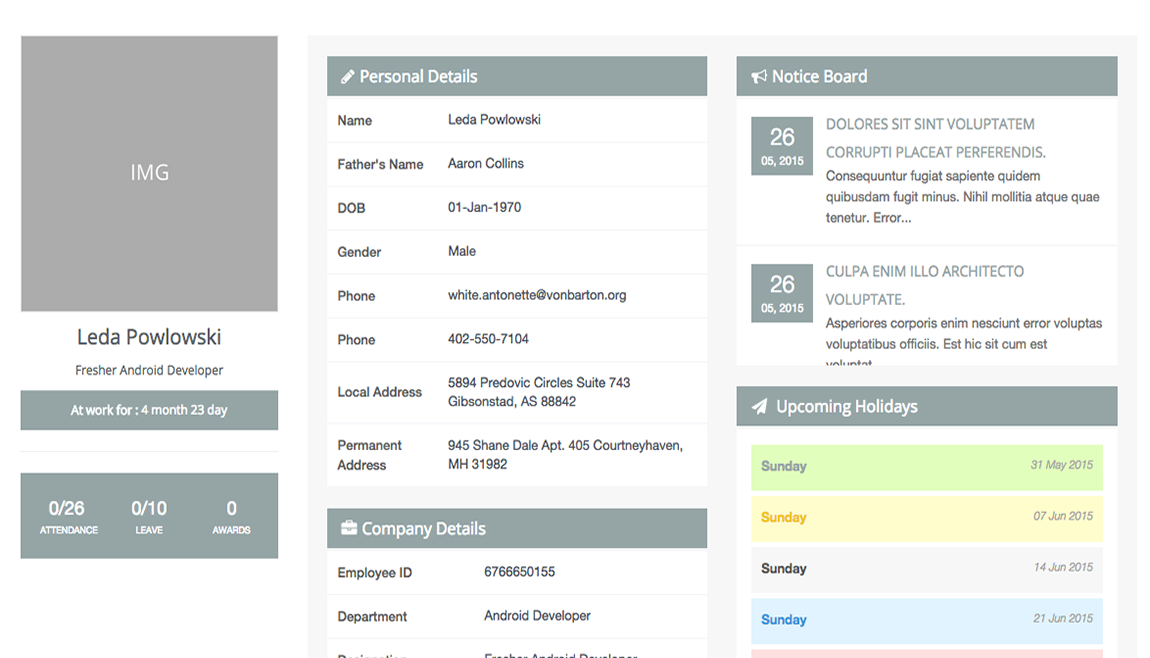 IMG
Leda Powlowski
Fresher Android Developer
At work for : 4 month 23 day
0/26 0/10 0
ATTENDANCE LEAVE AWARDS
Personal Details
Name Leda Powlowski
Father's Name Aaron Collins
DOB 01-Jan-1970
Gender Male
Phone white.antonette@vonbarton.org
Phone 402-550-7104
Local Address 5894 Predovic Circles Suite 743
Gibsonstad, AS 88842
Permanent Address 945 Shane Dale Apt. 405 Courtneyhaven,
MH 31982
Company Details
Employee ID 6766650155
Department Android Developer
Designation Fresher Android Developer
Notice Board
26
05, 2015
DOLORES SIT SINT VOLUPTATEM
CORRUPTI PLACEAT PERFERENDIS.
Consequuntur fugiat sapiente quidem
quibusdam fugit minus. Nihil mollitia atque quae
tenetur. Error...
26
05, 2015
CULPA ENIM ILLO ARCHITECTO
VOLUPTATE.
Asperiores corporis enim nesciunt error voluptas
voluptatibus officiis. Est hic sit cum est
voluptat
Upcoming Holidays
Sunday 31 May 2015
Sunday 07 Jun 2015
Sunday 14 Jun 2015
Sunday 21 Jun 2015